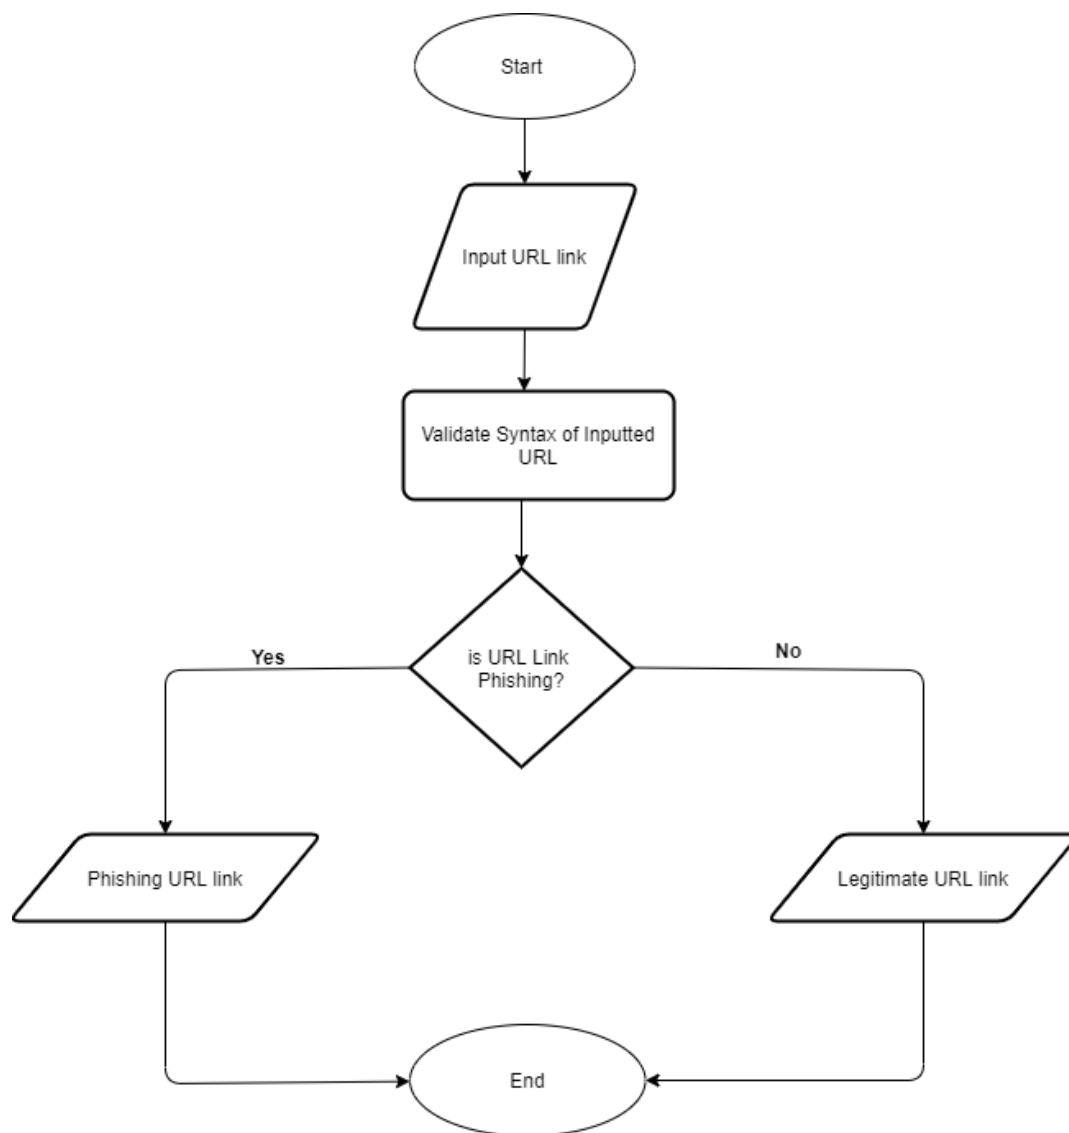 Start
Input URL link
Validate Syntax of Inputted
URL
is URL Link
Phishing?
Yes
No
Phishing URL link
Legitimate URL link
End